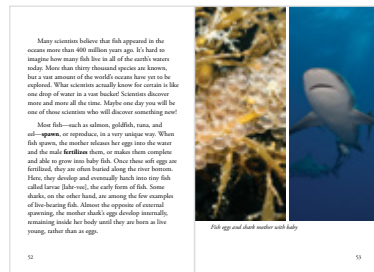 Many scientists believe that fish appeared in the
oceans more than 400 million years ago. It's hard to
imagine how many fish live in all of the earth's waters
today. More than thirty thousand species are known,
but a vast amount of the world's oceans have yet to be
explored. What scientists actually know for certain is like
one drop of water in a vast bucket! Scientists discover
more and more all the time. Maybe one day you will be
one of those scientists who will discover something new!
Most fish—such as salmon, goldfish, tuna, and
eel—spawn, or reproduce, in a very unique way. When
fish spawn, the mother releases her eggs into the water
and the male fertilizes them, or makes them complete
and able to grow into baby fish. Once these soft eggs are
fertilized, they are often buried along the river bottom.
Here, they develop and eventually hatch into tiny fish
called larvae [lahr-vee], the early form of fish. Some
sharks, on the other hand, are among the few examples
of live-bearing fish. Almost the opposite of external
spawning, the mother shark's eggs develop internally,
remaining inside her body until they are born as live
young, rather than as eggs.
52
Fish eggs and shark mother with baby
53